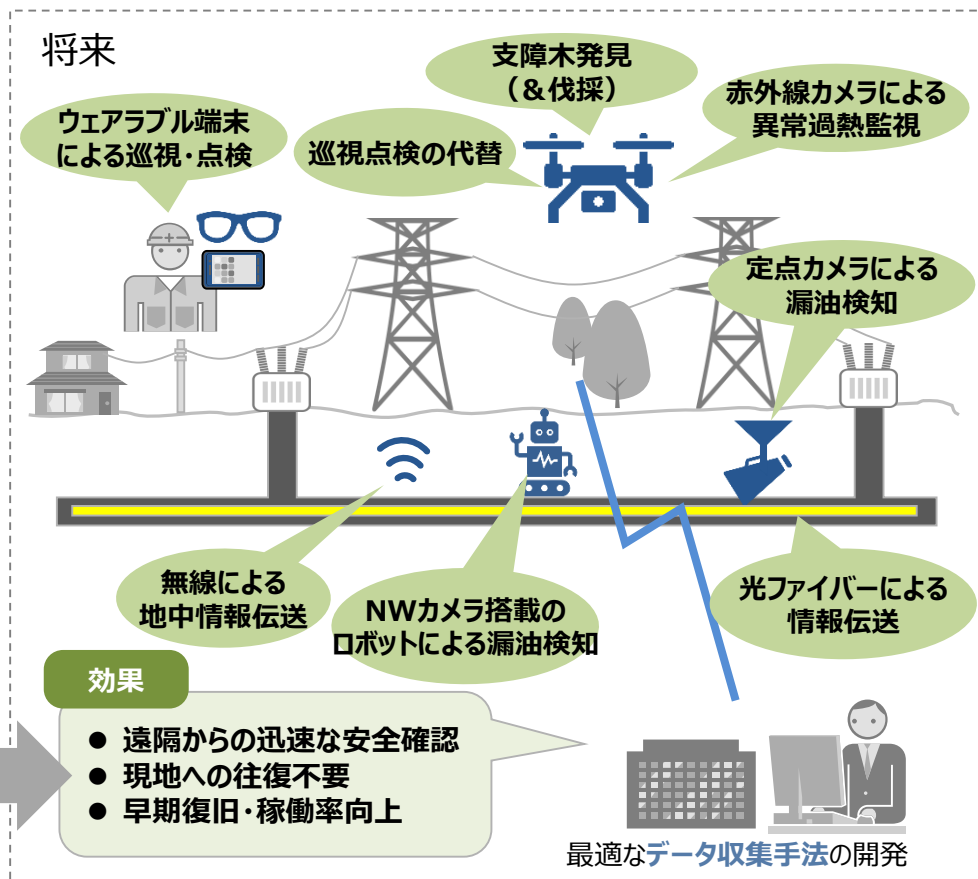 将来
支障木発見
（＆伐採）
赤外線カメラによる
異常過熱監視
ウェアラブル端末
による巡視・点検
巡視点検の代替
定点カメラによる
漏油検知
無線による
地中情報伝送
NWカメラ搭載の
ロボットによる漏油検知
光ファイバーによる
情報伝送
効果
● 遠隔からの迅速な安全確認
● 現地への往復不要
● 早期復旧・稼働率向上
最適なデータ収集手法の開発